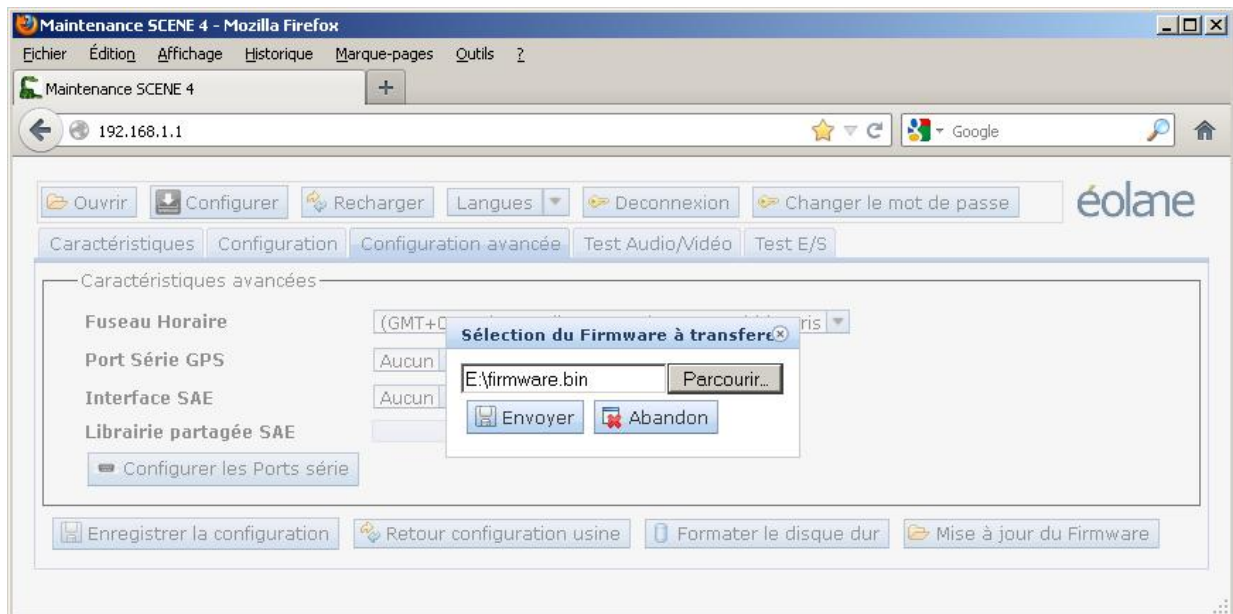 Maintenance SCENE 4 - Mozilla Firefox
Fichier Édition Affichage Historique Marque-pages Outils ?
Maintenance SCENE 4 +
192.168.1.1 Google
Ouvrir Configurer Recharger Langues Deconnexion Changer le mot de passe éolane
Caractéristiques Configuration Configuration avancée Test Audio/Vidéo Test E/S
Caractéristiques avancées
Fuseau Horaire (GMT+
Sélection du Firmware à transfere
Port Série GPS Aucun
E:\firmware.bin Parcourir...
Interface SAE Aucun
Envoyer Abandon
Librairie partagée SAE
Configurer les Ports série
Enregistrer la configuration Retour configuration usine Formater le disque dur Mise à jour du Firmware